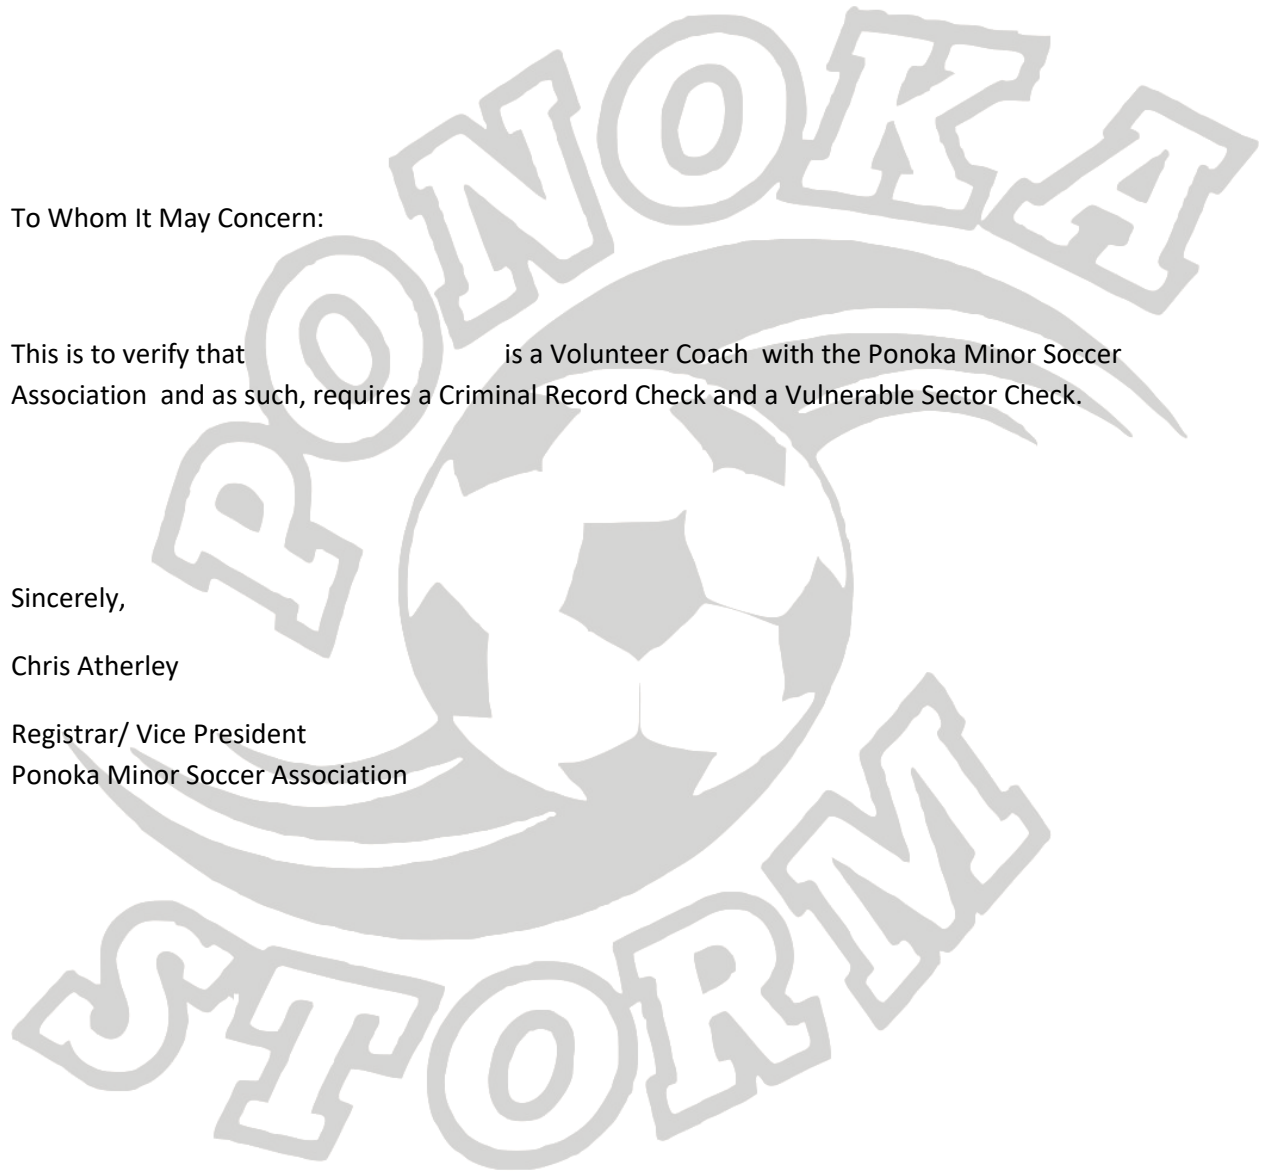 PONOKA
To Whom It May Concern:
This is to verify that is a Volunteer Coach with the Ponoka Minor Soccer
Association and as such, requires a Criminal Record Check and a Vulnerable Sector Check.
Sincerely,
Chris Atherley
Registrar/ Vice President
Ponoka Minor Soccer Association
STORM